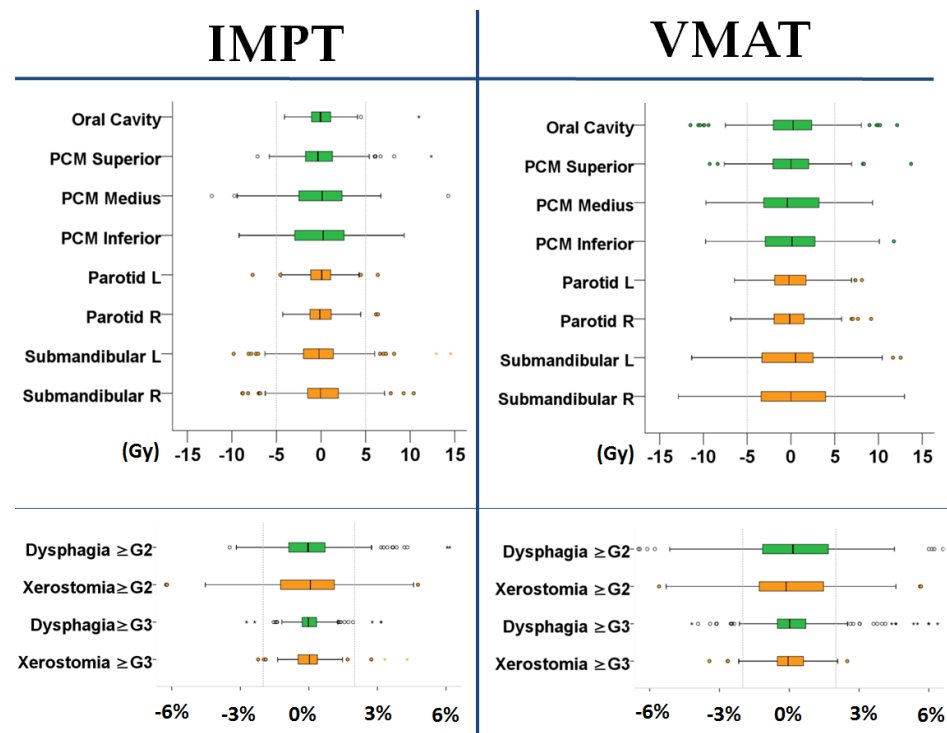 IMPT
VMAT
Oral Cavity
PCM Superior
PCM Medius
PCM Inferior
Parotid L
Parotid R
Submandibular L
Submandibular R
(Gy) -15 -10 -5 0 5 10 15
Oral Cavity
PCM Superior
PCM Medius
PCM Inferior
Parotid L
Parotid R
Submandibular L
Submandibular R
(Gy) -15 -10 -5 0 5 10 15
Dysphagia ≥G2
Xerostomia≥G2
Dysphagia≥G3
Xerostomia ≥G3
-6% -3% 0% 3% 6%
Dysphagia ≥G2
Xerostomia ≥G2
Dysphagia ≥G3
Xerostomia ≥G3
-6% -3% 0% 3% 6%